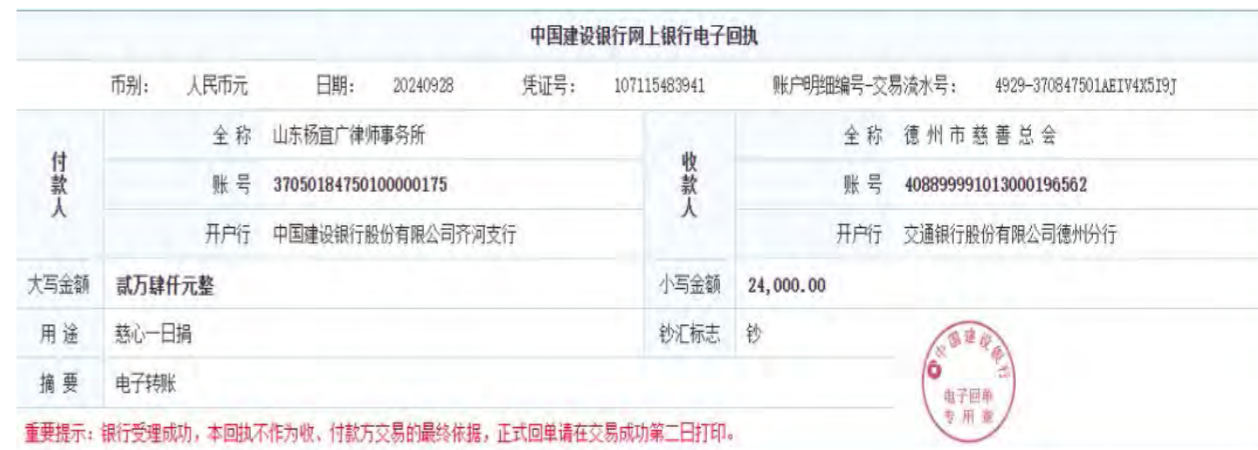 中国建设银行网上银行电子回执
币别： 人民币元 日期： 20240928 凭证号： 107115483941 账户明细编号-交易流水号： 4929-370847501AEIV4X5I9J
付款人 全称 山东杨宜广律师事务所 收款人 全称 德州市慈善总会
账号 37050184750100000175 账号 408899991013000196562
开户行 中国建设银行股份有限公司齐河支行 开户行 交通银行股份有限公司德州分行
大写金额 贰万肆仟元整 小写金额 24,000.00
用途 慈心一日捐 钞汇标志 钞
摘要 电子转账
中国建设银行
电子回单
专用章
重要提示：银行受理成功，本回执不作为收、付款方交易的最终依据，正式回单请在交易成功第二日打印。